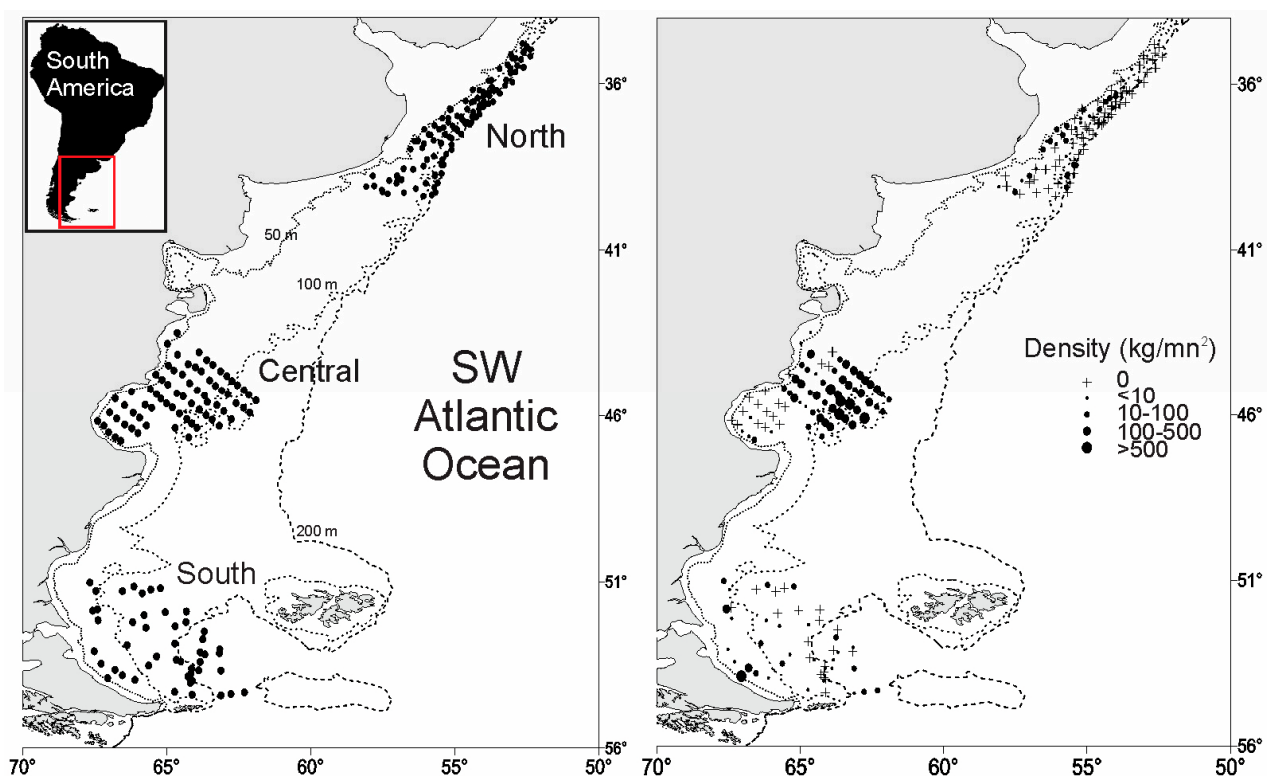 South
America
North
50 m
100 m
Central
SW
Atlantic
Ocean
200 m
South
36°
41°
46°
51°
56°
70°
65°
60°
55°
50°
Density (kg/mn²)
0
<10
10-100
100-500
>500
36°
41°
46°
51°
56°
70°
65°
60°
55°
50°